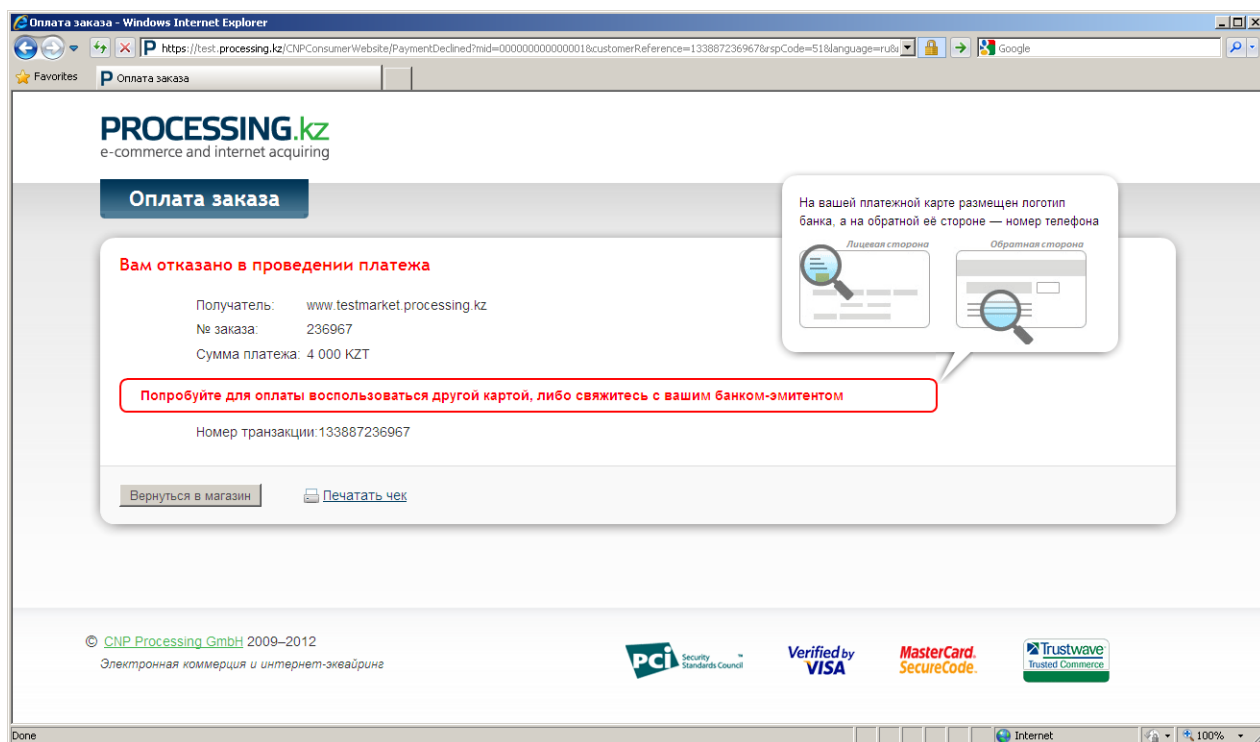 Оплата заказа - Windows Internet Explorer
https://test.processing.kz/CNPConsumerWebsite/PaymentDeclined?mid=000000000000001&customerReference=1338872369678&rspCode=51&language=ru&
Google
Favorites
Оплата заказа
PROCESSING.kz
e-commerce and internet acquiring
Оплата заказа
На вашей платежной карте размещен логотип
банка, а на обратной её стороне — номер телефона
Лицевая сторона
Обратная сторона
Вам отказано в проведении платежа
Получатель: www.testmarket.processing.kz
№ заказа: 236967
Сумма платежа: 4 000 KZT
Попробуйте для оплаты воспользоваться другой картой, либо свяжитесь с вашим банком-эмитентом
Номер транзакции:133887236967
Вернуться в магазин
Печатать чек
© CNP Processing GmbH 2009–2012
Электронная коммерция и интернет-эквайринг
PCI Security Standards Council
Verified by VISA
MasterCard. SecureCode.
Trustwave Trusted Commerce
Done
Internet
100%